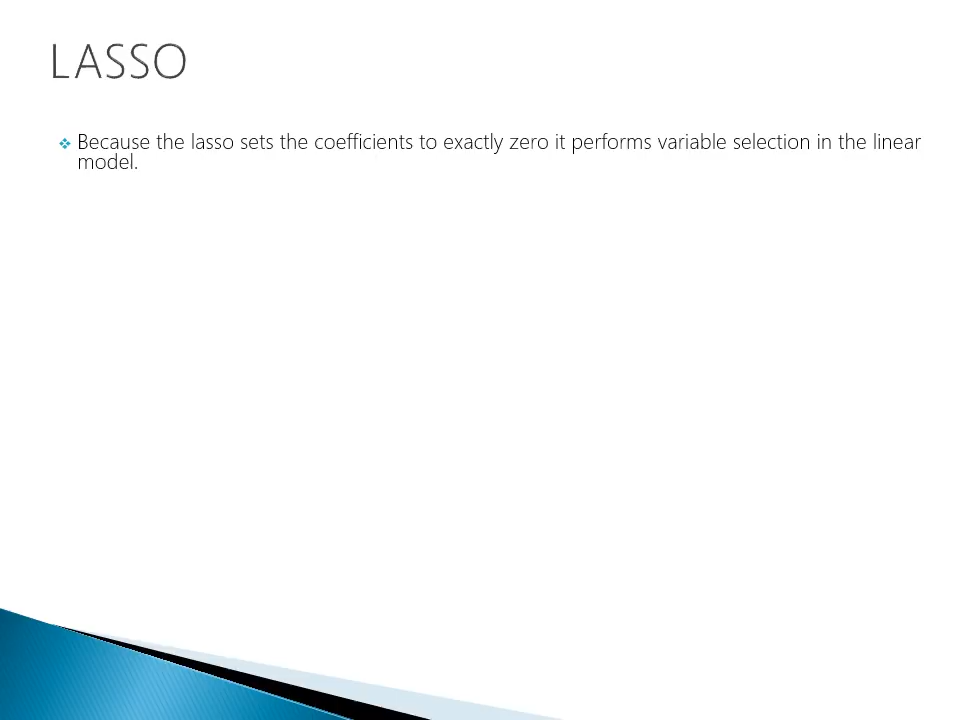 LASSO
Because the lasso sets the coefficients to exactly zero it performs variable selection in the linear
model.